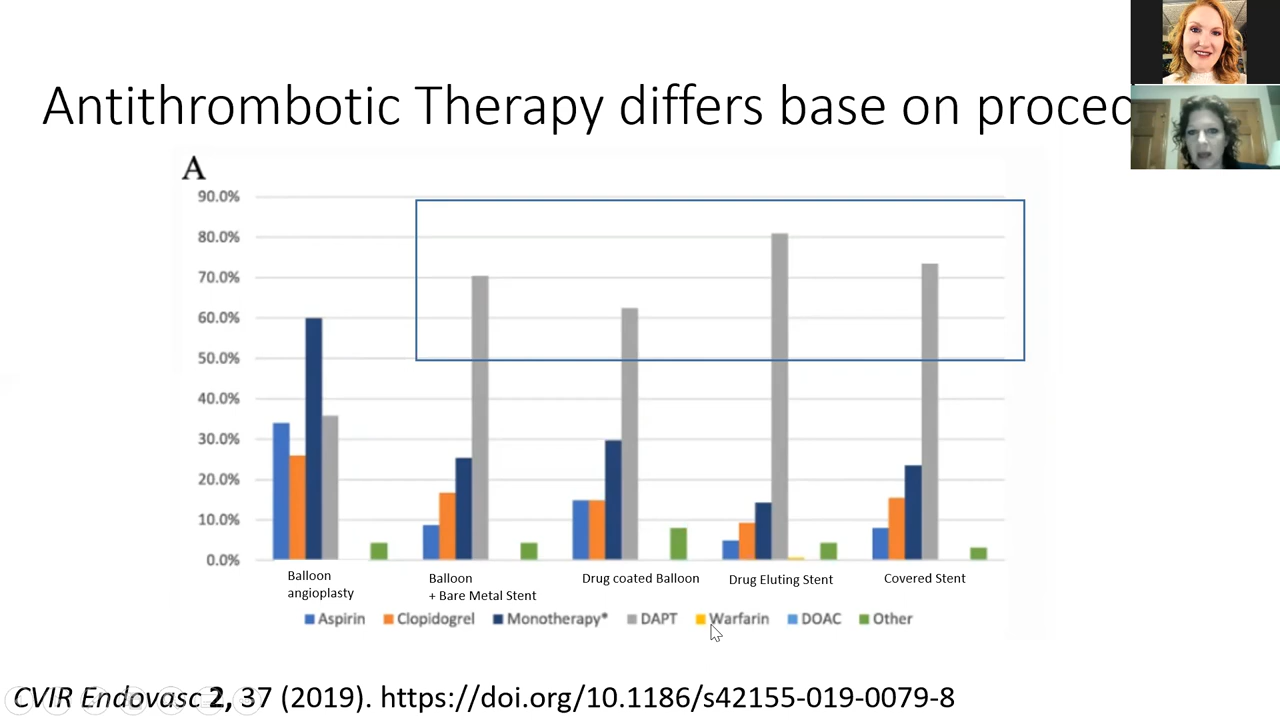 Antithrombotic Therapy differs base on proced
A
90.0%
80.0%
70.0%
60.0%
50.0%
40.0%
30.0%
20.0%
10.0%
0.0%
Balloon
angioplasty
Balloon
+ Bare Metal Stent
Drug coated Balloon
Drug Eluting Stent
Covered Stent
Aspirin Clopidogrel Monotherapy* DAPT Warfarin DOAC Other
CVIR Endovasc 2, 37 (2019). https://doi.org/10.1186/s42155-019-0079-8